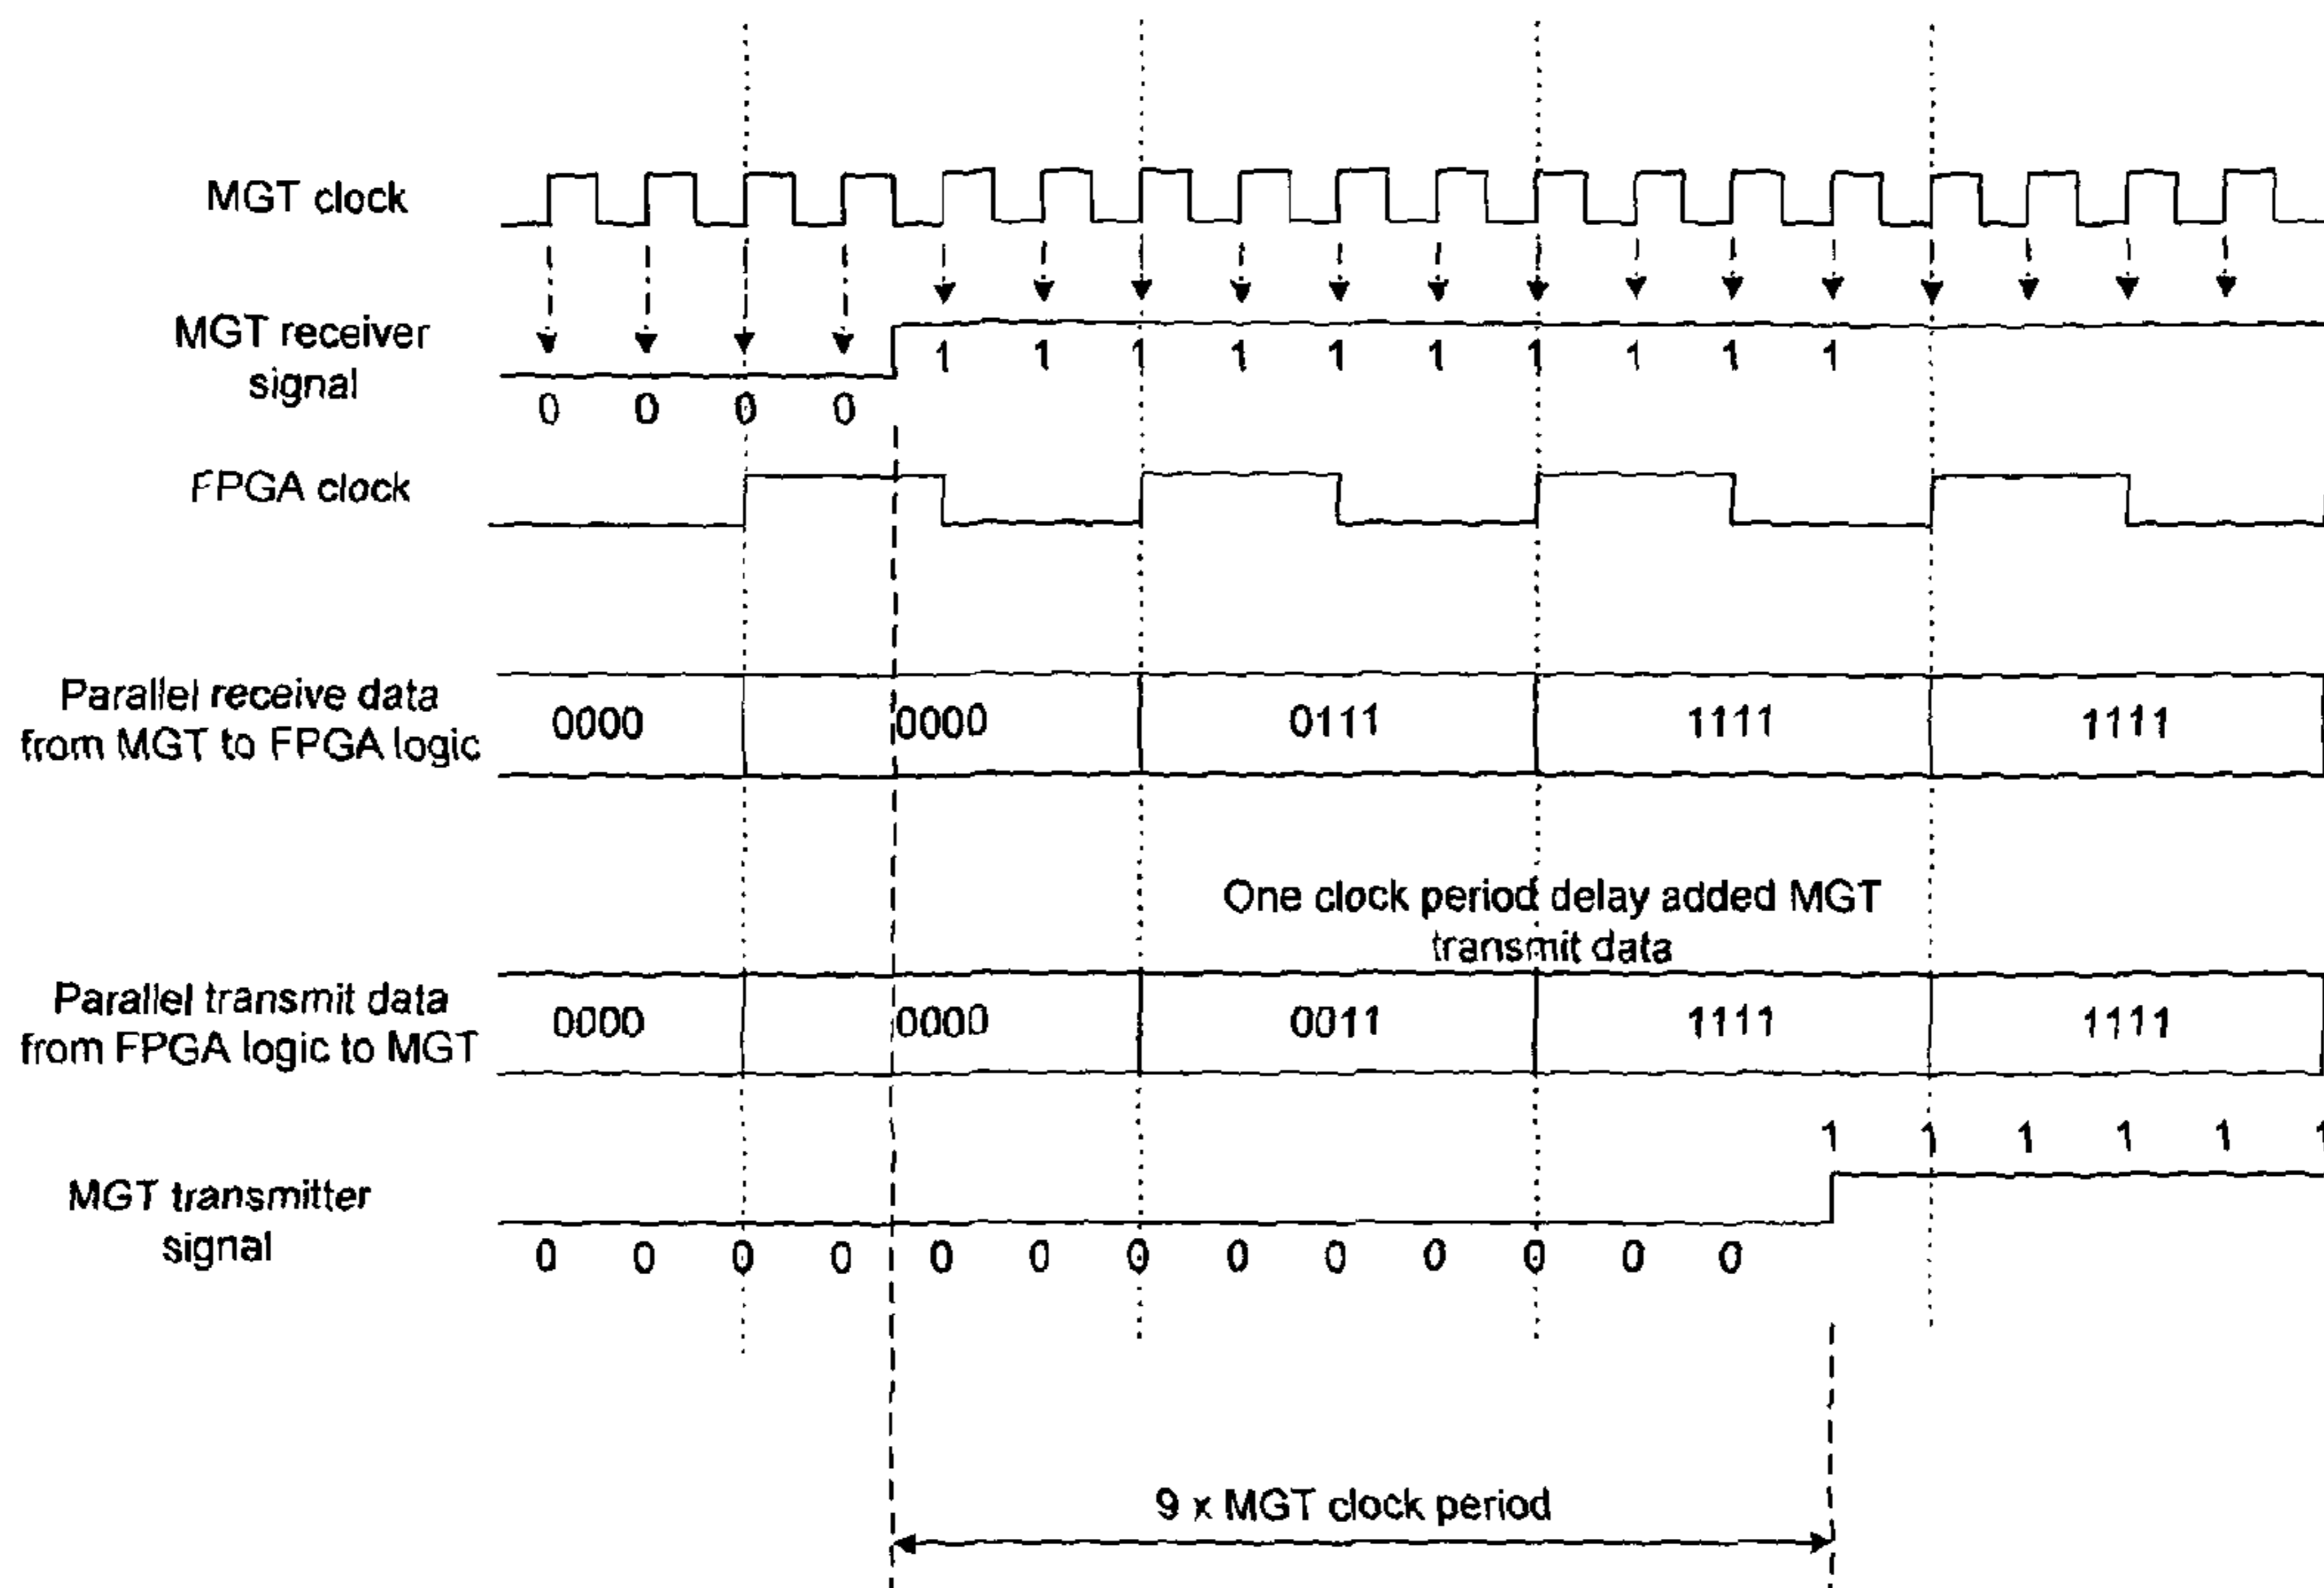 MGT clock
MGT receiver
signal
1 1 1 1 1 1 1 1 1 1
0 0 0 0
FPGA clock
Parallel receive data
from MGT to FPGA logic
0000 0000 0111 1111 1111
One clock period delay added MGT
transmit data
Parallel transmit data
from FPGA logic to MGT
0000 0000 0011 1111 1111
1 1 1 1 1 1
MGT transmitter
signal
0 0 0 0 0 0 0 0 0 0 0 0 0
9 x MGT clock period